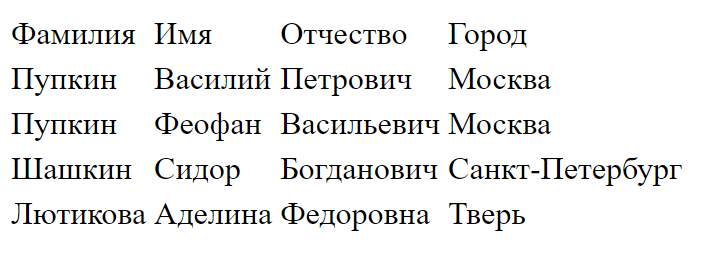 Фамилия Имя Отчество Город
Пупкин Василий Петрович Москва
Пупкин Феофан Васильевич Москва
Шашкин Сидор Богданович Санкт-Петербург
Лютикова Аделина Федоровна Тверь